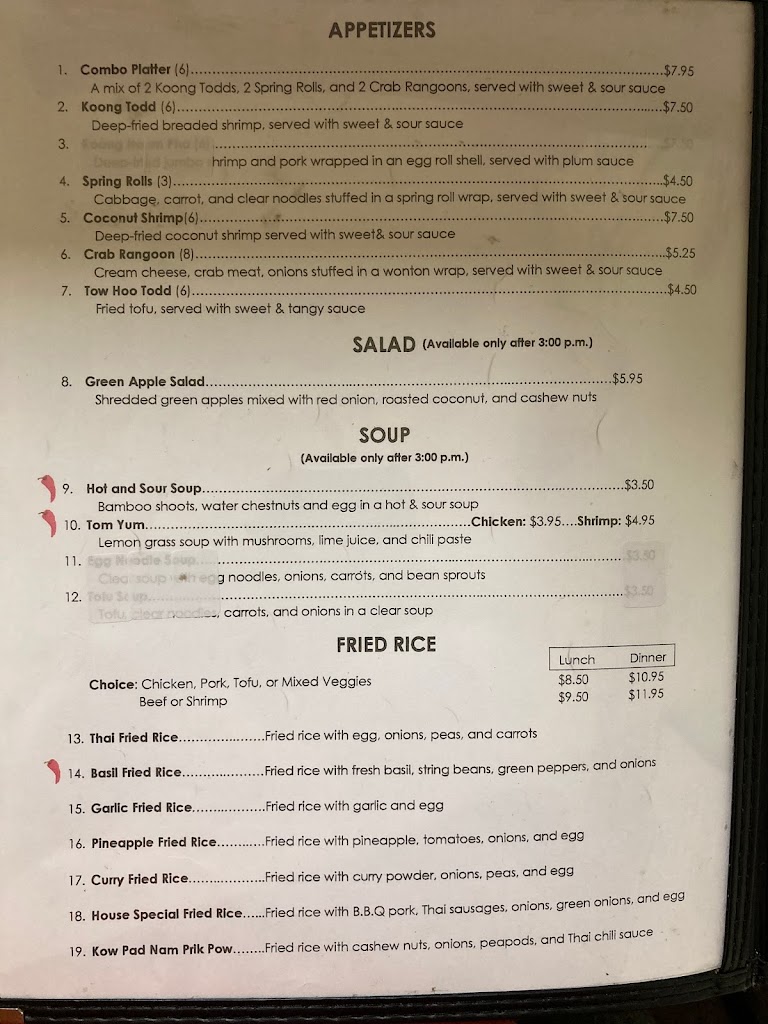 APPETIZERS
1. Combo Platter (6)..........$7.95
A mix of 2 Koong Todds, 2 Spring Rolls, and 2 Crab Rangoons, served with sweet & sour sauce
2. Koong Todd (6)..........$7.50
Deep-fried breaded shrimp, served with sweet & sour sauce
3. ..........
hrimp and pork wrapped in an egg roll shell, served with plum sauce
4. Spring Rolls (3)..........$4.50
Cabbage, carrot, and clear noodles stuffed in a spring roll wrap, served with sweet & sour sauce
5. Coconut Shrimp(6)..........$7.50
Deep-fried coconut shrimp served with sweet& sour sauce
6. Crab Rangoon (8)..........$5.25
Cream cheese, crab meat, onions stuffed in a wonton wrap, served with sweet & sour sauce
7. Tow Hoo Todd (6)..........$4.50
Fried tofu, served with sweet & tangy sauce
SALAD (Available only after 3:00 p.m.)
8. Green Apple Salad..........$5.95
Shredded green apples mixed with red onion, roasted coconut, and cashew nuts
SOUP
(Available only after 3:00 p.m.)
9. Hot and Sour Soup..........$3.50
Bamboo shoots, water chestnuts and egg in a hot & sour soup
10. Tom Yum..........Chicken: $3.95....Shrimp: $4.95
Lemon grass soup with mushrooms, lime juice, and chili paste
11. Egg Noodle Soup..........$3.50
Clear soup with egg noodles, onions, carrots, and bean sprouts
12. Tofu Soup..........$3.50
Tofu, clear noodles, carrots, and onions in a clear soup
FRIED RICE
Lunch Dinner
Choice: Chicken, Pork, Tofu, or Mixed Veggies $8.50 $10.95
Beef or Shrimp $9.50 $11.95
13. Thai Fried Rice..........Fried rice with egg, onions, peas, and carrots
14. Basil Fried Rice..........Fried rice with fresh basil, string beans, green peppers, and onions
15. Garlic Fried Rice..........Fried rice with garlic and egg
16. Pineapple Fried Rice..........Fried rice with pineapple, tomatoes, onions, and egg
17. Curry Fried Rice..........Fried rice with curry powder, onions, peas, and egg
18. House Special Fried Rice......Fried rice with B.B.Q pork, Thai sausages, onions, green onions, and egg
19. Kow Pad Nam Prik Pow........Fried rice with cashew nuts, onions, peapods, and Thai chili sauce